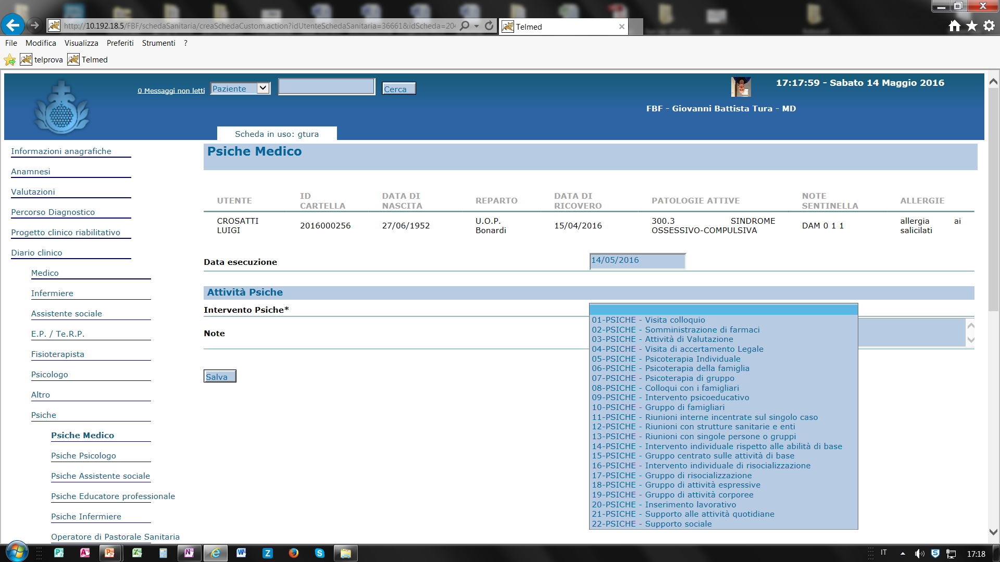 http://10.192.18.5/FBF/schedaSanitaria/creaSchedaCustom.action?idUtenteSchedaSanitaria=36661&idScheda=204
Telmed
File Modifica Visualizza Preferiti Strumenti ?
telprova Telmed
0 Messaggi non letti Paziente Cerca
17:17:59 - Sabato 14 Maggio 2016
FBF - Giovanni Battista Tura - MD
Scheda in uso: gtura
Informazioni anagrafiche
Anamnesi
Valutazioni
Percorso Diagnostico
Progetto clinico riabilitativo
Diario clinico
Medico
Infermiere
Assistente sociale
E.P. / Te.R.P.
Fisioterapista
Psicologo
Altro
Psiche
Psiche Medico
Psiche Psicologo
Psiche Assistente sociale
Psiche Educatore professionale
Psiche Infermiere
Operatore di Pastorale Sanitaria
Psiche Medico
UTENTE ID CARTELLA DATA DI NASCITA REPARTO DATA DI RICOVERO PATOLOGIE ATTIVE NOTE SENTINELLA ALLERGIE
CROSATTI LUIGI 2016000256 27/06/1952 U.O.P. Bonardi 15/04/2016 300.3 SINDROME OSSESSIVO-COMPULSIVA DAM 0 1 1 allergia ai salicilati
Data esecuzione 14/05/2016
Attività Psiche
Intervento Psiche*
Note
Salva
01-PSICHE - Visita colloquio
02-PSICHE - Somministrazione di farmaci
03-PSICHE - Attività di Valutazione
04-PSICHE - Visita di accertamento Legale
05-PSICHE - Psicoterapia Individuale
06-PSICHE - Psicoterapia della famiglia
07-PSICHE - Psicoterapia di gruppo
08-PSICHE - Colloqui con i famigliari
09-PSICHE - Intervento psicoeducativo
10-PSICHE - Gruppo di famigliari
11-PSICHE - Riunioni interne incentrate sul singolo caso
12-PSICHE - Riunioni con strutture sanitarie e enti
13-PSICHE - Riunioni con singole persone o gruppi
14-PSICHE - Intervento individuale rispetto alle abilità di base
15-PSICHE - Gruppo centrato sulle attività di base
16-PSICHE - Intervento individuale di risocializzazione
17-PSICHE - Gruppo di risocializzazione
18-PSICHE - Gruppo di attività espressive
19-PSICHE - Gruppo di attività corporee
20-PSICHE - Inserimento lavorativo
21-PSICHE - Supporto alle attività quotidiane
22-PSICHE - Supporto sociale
IT 17:18